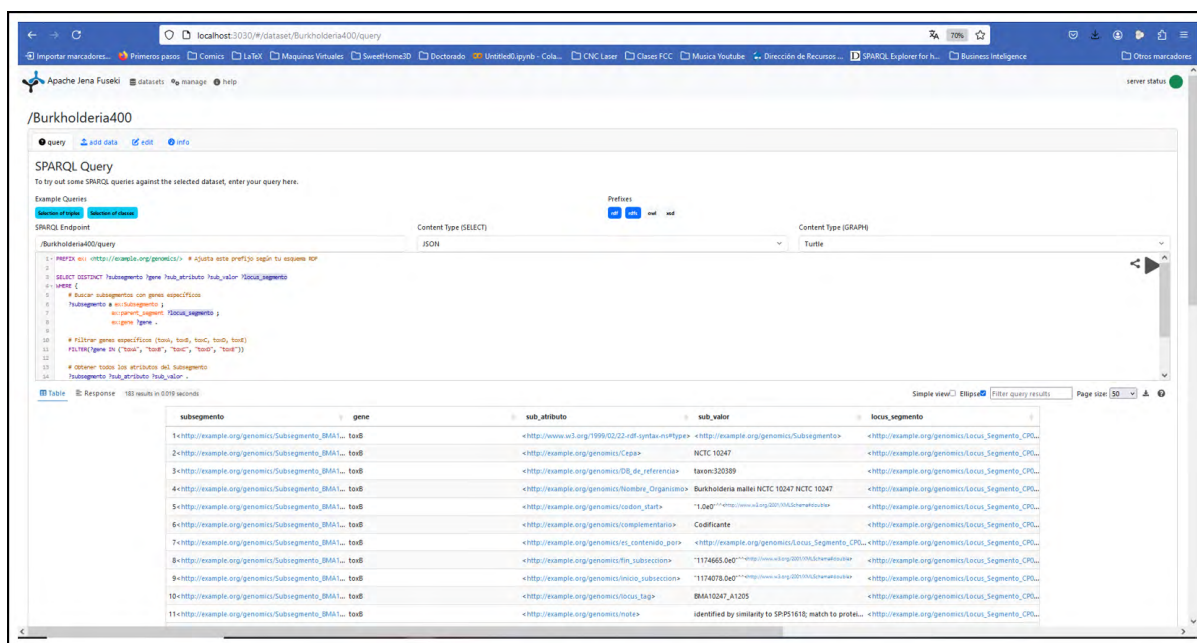 localhost:3030/#/dataset/Burkholderia400/query 70%
Importar marcadores... Primeros pasos Comics LaTeX Maquinas Virtuales SweetHome3D Doctorado Untitled0.ipynb - Cola... CNC Laser Clases FCC Musica Youtube Dirección de Recursos ... SPARQL Explorer for h... Business Inteligence Otros marcadores
Apache Jena Fuseki datasets manage help server status
/Burkholderia400
query add data edit info
SPARQL Query
To try out some SPARQL queries against the selected dataset, enter your query here.
Example Queries Prefixes
Selection of triples Selection of classes rdf rdfs owl xsd
SPARQL Endpoint Content Type (SELECT) Content Type (GRAPH)
/Burkholderia400/query JSON Turtle
1 PREFIX ex: <http://example.org/genomics/> # Ajusta este prefijo según tu esquema RDF
2
3 SELECT DISTINCT ?subsegmento ?gene ?sub_atributo ?sub_valor ?locus_segmento
4 WHERE {
5 # Buscar subsegmentos con genes específicos
6 ?subsegmento a ex:Subsegmento ;
7 ex:parent_segment ?locus_segmento ;
8 ex:gene ?gene .
9
10 # Filtrar genes específicos (toxA, toxB, toxC, toxD, toxE)
11 FILTER(?gene IN ("toxA", "toxB", "toxC", "toxD", "toxE"))
12
13 # Obtener todos los atributos del Subsegmento
14 ?subsegmento ?sub_atributo ?sub_valor .
Table Response 183 results in 0.019 seconds Simple view Ellipse Filter query results Page size: 50
subsegmento gene sub_atributo sub_valor locus_segmento
1 <http://example.org/genomics/Subsegmento_BMA1... toxB <http://www.w3.org/1999/02/22-rdf-syntax-ns#type> <http://example.org/genomics/Subsegmento> <http://example.org/genomics/Locus_Segmento_CP0...
2 <http://example.org/genomics/Subsegmento_BMA1... toxB <http://example.org/genomics/Cepa> NCTC 10247 <http://example.org/genomics/Locus_Segmento_CP0...
3 <http://example.org/genomics/Subsegmento_BMA1... toxB <http://example.org/genomics/DB_de_referencia> taxon:320389 <http://example.org/genomics/Locus_Segmento_CP0...
4 <http://example.org/genomics/Subsegmento_BMA1... toxB <http://example.org/genomics/Nombre_Organismo> Burkholderia mallei NCTC 10247 NCTC 10247 <http://example.org/genomics/Locus_Segmento_CP0...
5 <http://example.org/genomics/Subsegmento_BMA1... toxB <http://example.org/genomics/codon_start> "1.0e0"^^<http://www.w3.org/2001/XMLSchema#double> <http://example.org/genomics/Locus_Segmento_CP0...
6 <http://example.org/genomics/Subsegmento_BMA1... toxB <http://example.org/genomics/complementario> Codificante <http://example.org/genomics/Locus_Segmento_CP0...
7 <http://example.org/genomics/Subsegmento_BMA1... toxB <http://example.org/genomics/es_contenido_por> <http://example.org/genomics/Locus_Segmento_CP0... <http://example.org/genomics/Locus_Segmento_CP0...
8 <http://example.org/genomics/Subsegmento_BMA1... toxB <http://example.org/genomics/fin_subseccion> "1174665.0e0"^^<http://www.w3.org/2001/XMLSchema#double> <http://example.org/genomics/Locus_Segmento_CP0...
9 <http://example.org/genomics/Subsegmento_BMA1... toxB <http://example.org/genomics/inicio_subseccion> "1174078.0e0"^^<http://www.w3.org/2001/XMLSchema#double> <http://example.org/genomics/Locus_Segmento_CP0...
10 <http://example.org/genomics/Subsegmento_BMA1... toxB <http://example.org/genomics/locus_tag> BMA10247_A1205 <http://example.org/genomics/Locus_Segmento_CP0...
11 <http://example.org/genomics/Subsegmento_BMA1... toxB <http://example.org/genomics/note> identified by similarity to SP:P51618; match to protei... <http://example.org/genomics/Locus_Segmento_CP0...